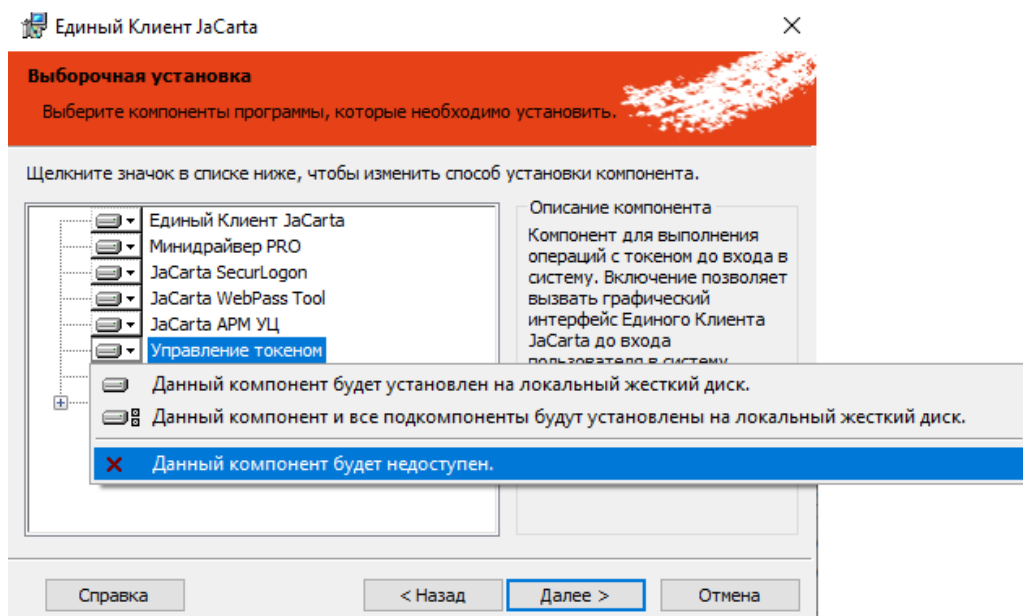 Единый Клиент JaCarta
Выборочная установка
Выберите компоненты программы, которые необходимо установить.
Щелкните значок в списке ниже, чтобы изменить способ установки компонента.
Единый Клиент JaCarta
Минидрайвер PRO
JaCarta SecurLogon
JaCarta WebPass Tool
JaCarta АРМ УЦ
Управление токеном
Описание компонента
Компонент для выполнения
операций с токеном до входа в
систему. Включение позволяет
вызвать графический
интерфейс Единого Клиента
JaCarta до входа
пользователя в систему
Данный компонент будет установлен на локальный жесткий диск.
Данный компонент и все подкомпоненты будут установлены на локальный жесткий диск.
Данный компонент будет недоступен.
Справка
< Назад
Далее >
Отмена